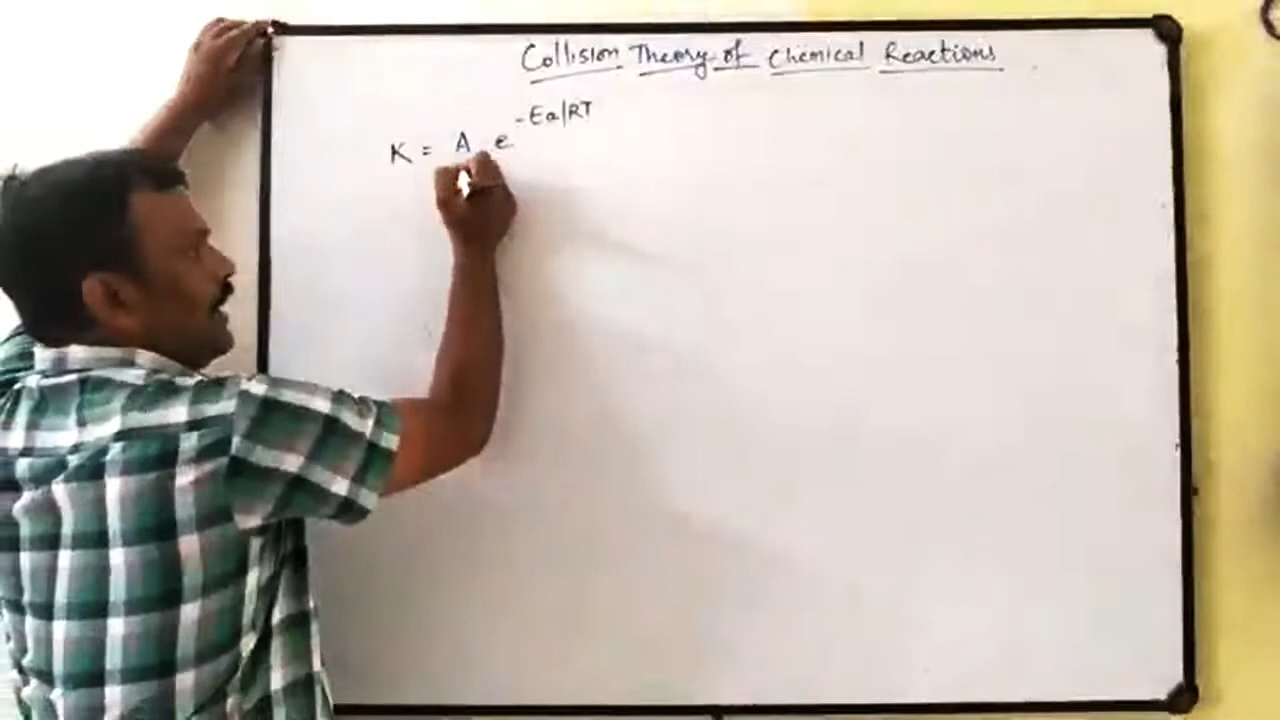 Collision Theory of Chemical Reactions
K = A e^-Ea/RT